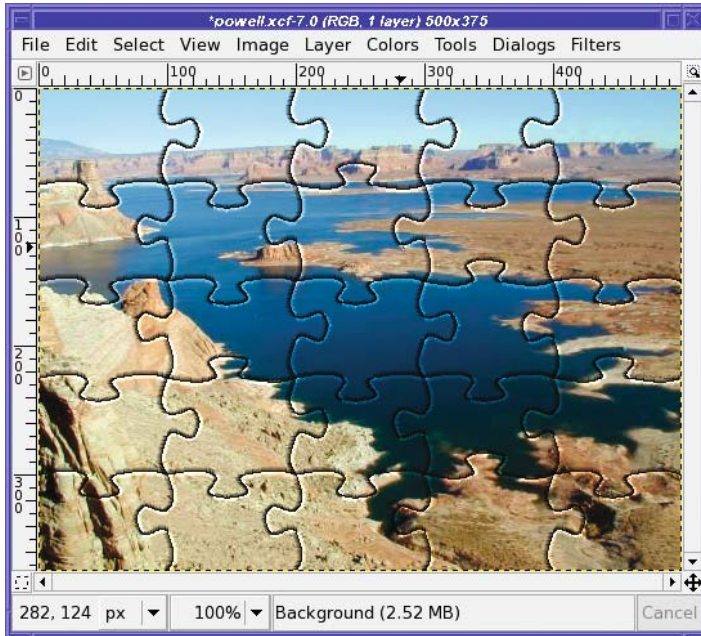 *powell.xcf-7.0 (RGB, 1 layer) 500x375
File Edit Select View Image Layer Colors Tools Dialogs Filters
0 100 200 300 400
0
100
200
300
282, 124 px 100% Background (2.52 MB) Cancel